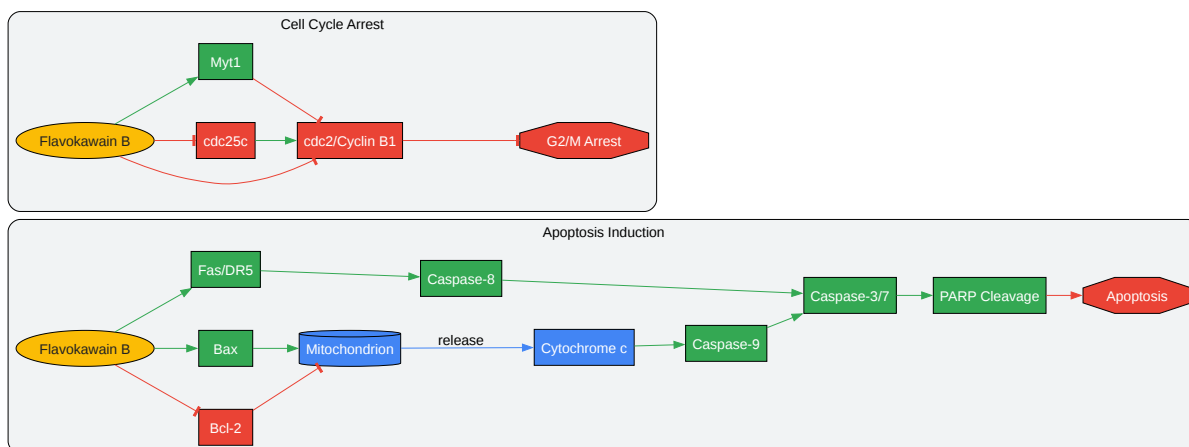 Cell Cycle Arrest
Myt1
Flavokawain B
cdc25c
cdc2/Cyclin B1
G2/M Arrest
Apoptosis Induction
Fas/DR5
Caspase-8
Caspase-3/7
PARP Cleavage
Apoptosis
Flavokawain B
Bax
Mitochondrion
release
Cytochrome c
Caspase-9
Bcl-2